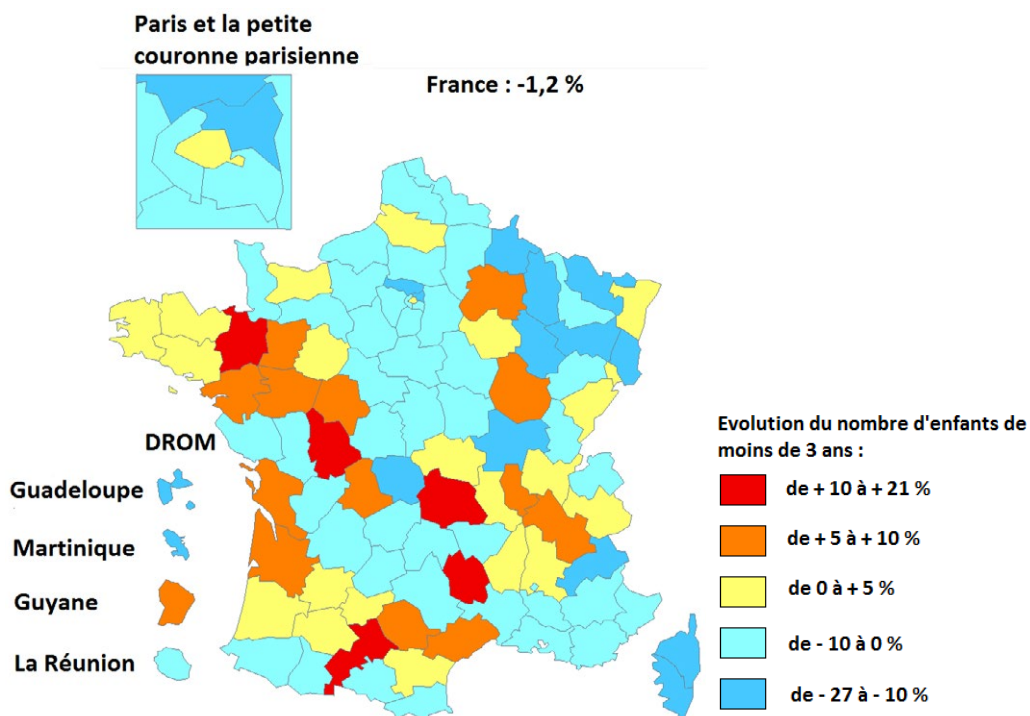 Paris et la petite
couronne parisienne
France : -1,2 %
DROM
Guadeloupe
Martinique
Guyane
La Réunion
Evolution du nombre d'enfants de
moins de 3 ans :
de + 10 à + 21 %
de + 5 à + 10 %
de 0 à + 5 %
de - 10 à 0 %
de - 27 à - 10 %